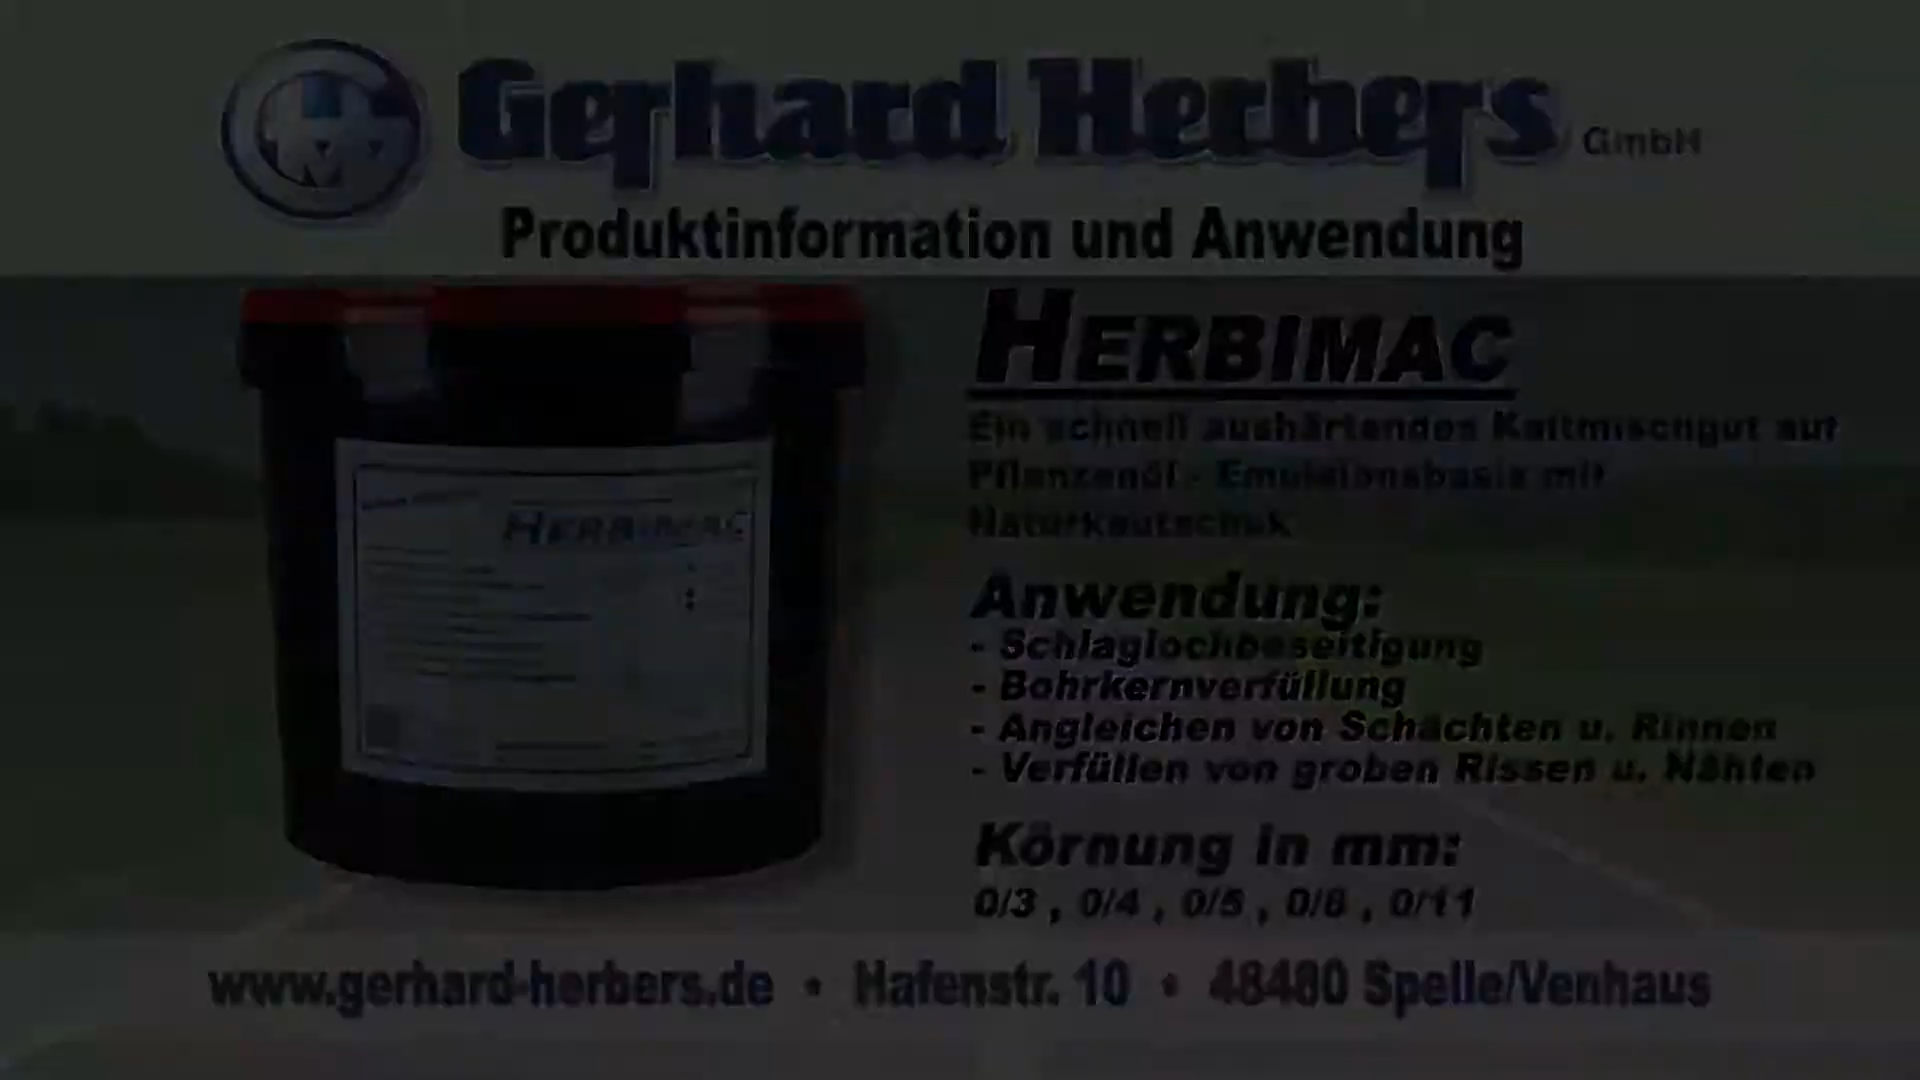 Gerhard Herbers GmbH
Produktinformation und Anwendung
HERBIMAC
Ein schnell aushärtendes Kaltmischgut auf
Pflanzenöl - Emulsionsbasis mit
Naturkautschuk
HERBIMAC
Anwendung:
- Schlaglochbeseitigung
- Bohrkernverfüllung
- Angleichen von Schächten u. Rinnen
- Verfüllen von groben Rissen u. Nähten
Körnung in mm:
0/3 , 0/4 , 0/5 , 0/8 , 0/11
www.gerhard-herbers.de • Hafenstr. 10 • 48480 Spelle/Venhaus